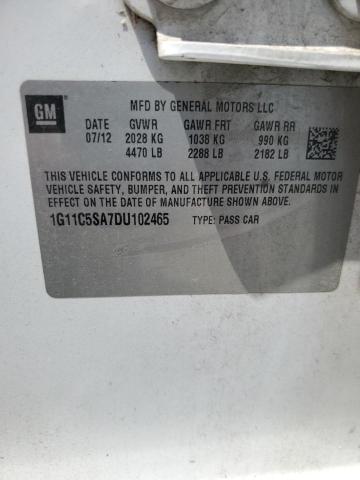 GM
MFD BY GENERAL MOTORS LLC
DATE GVWR GAWR FRT GAWR RR
07/12 2028 KG 1038 KG 990 KG
4470 LB 2288 LB 2182 LB
THIS VEHICLE CONFORMS TO ALL APPLICABLE U.S. FEDERAL MOTOR
VEHICLE SAFETY, BUMPER, AND THEFT PREVENTION STANDARDS IN
EFFECT ON THE DATE OF MANUFACTURE SHOWN ABOVE.
1G11C5SA7DU102465 TYPE: PASS CAR